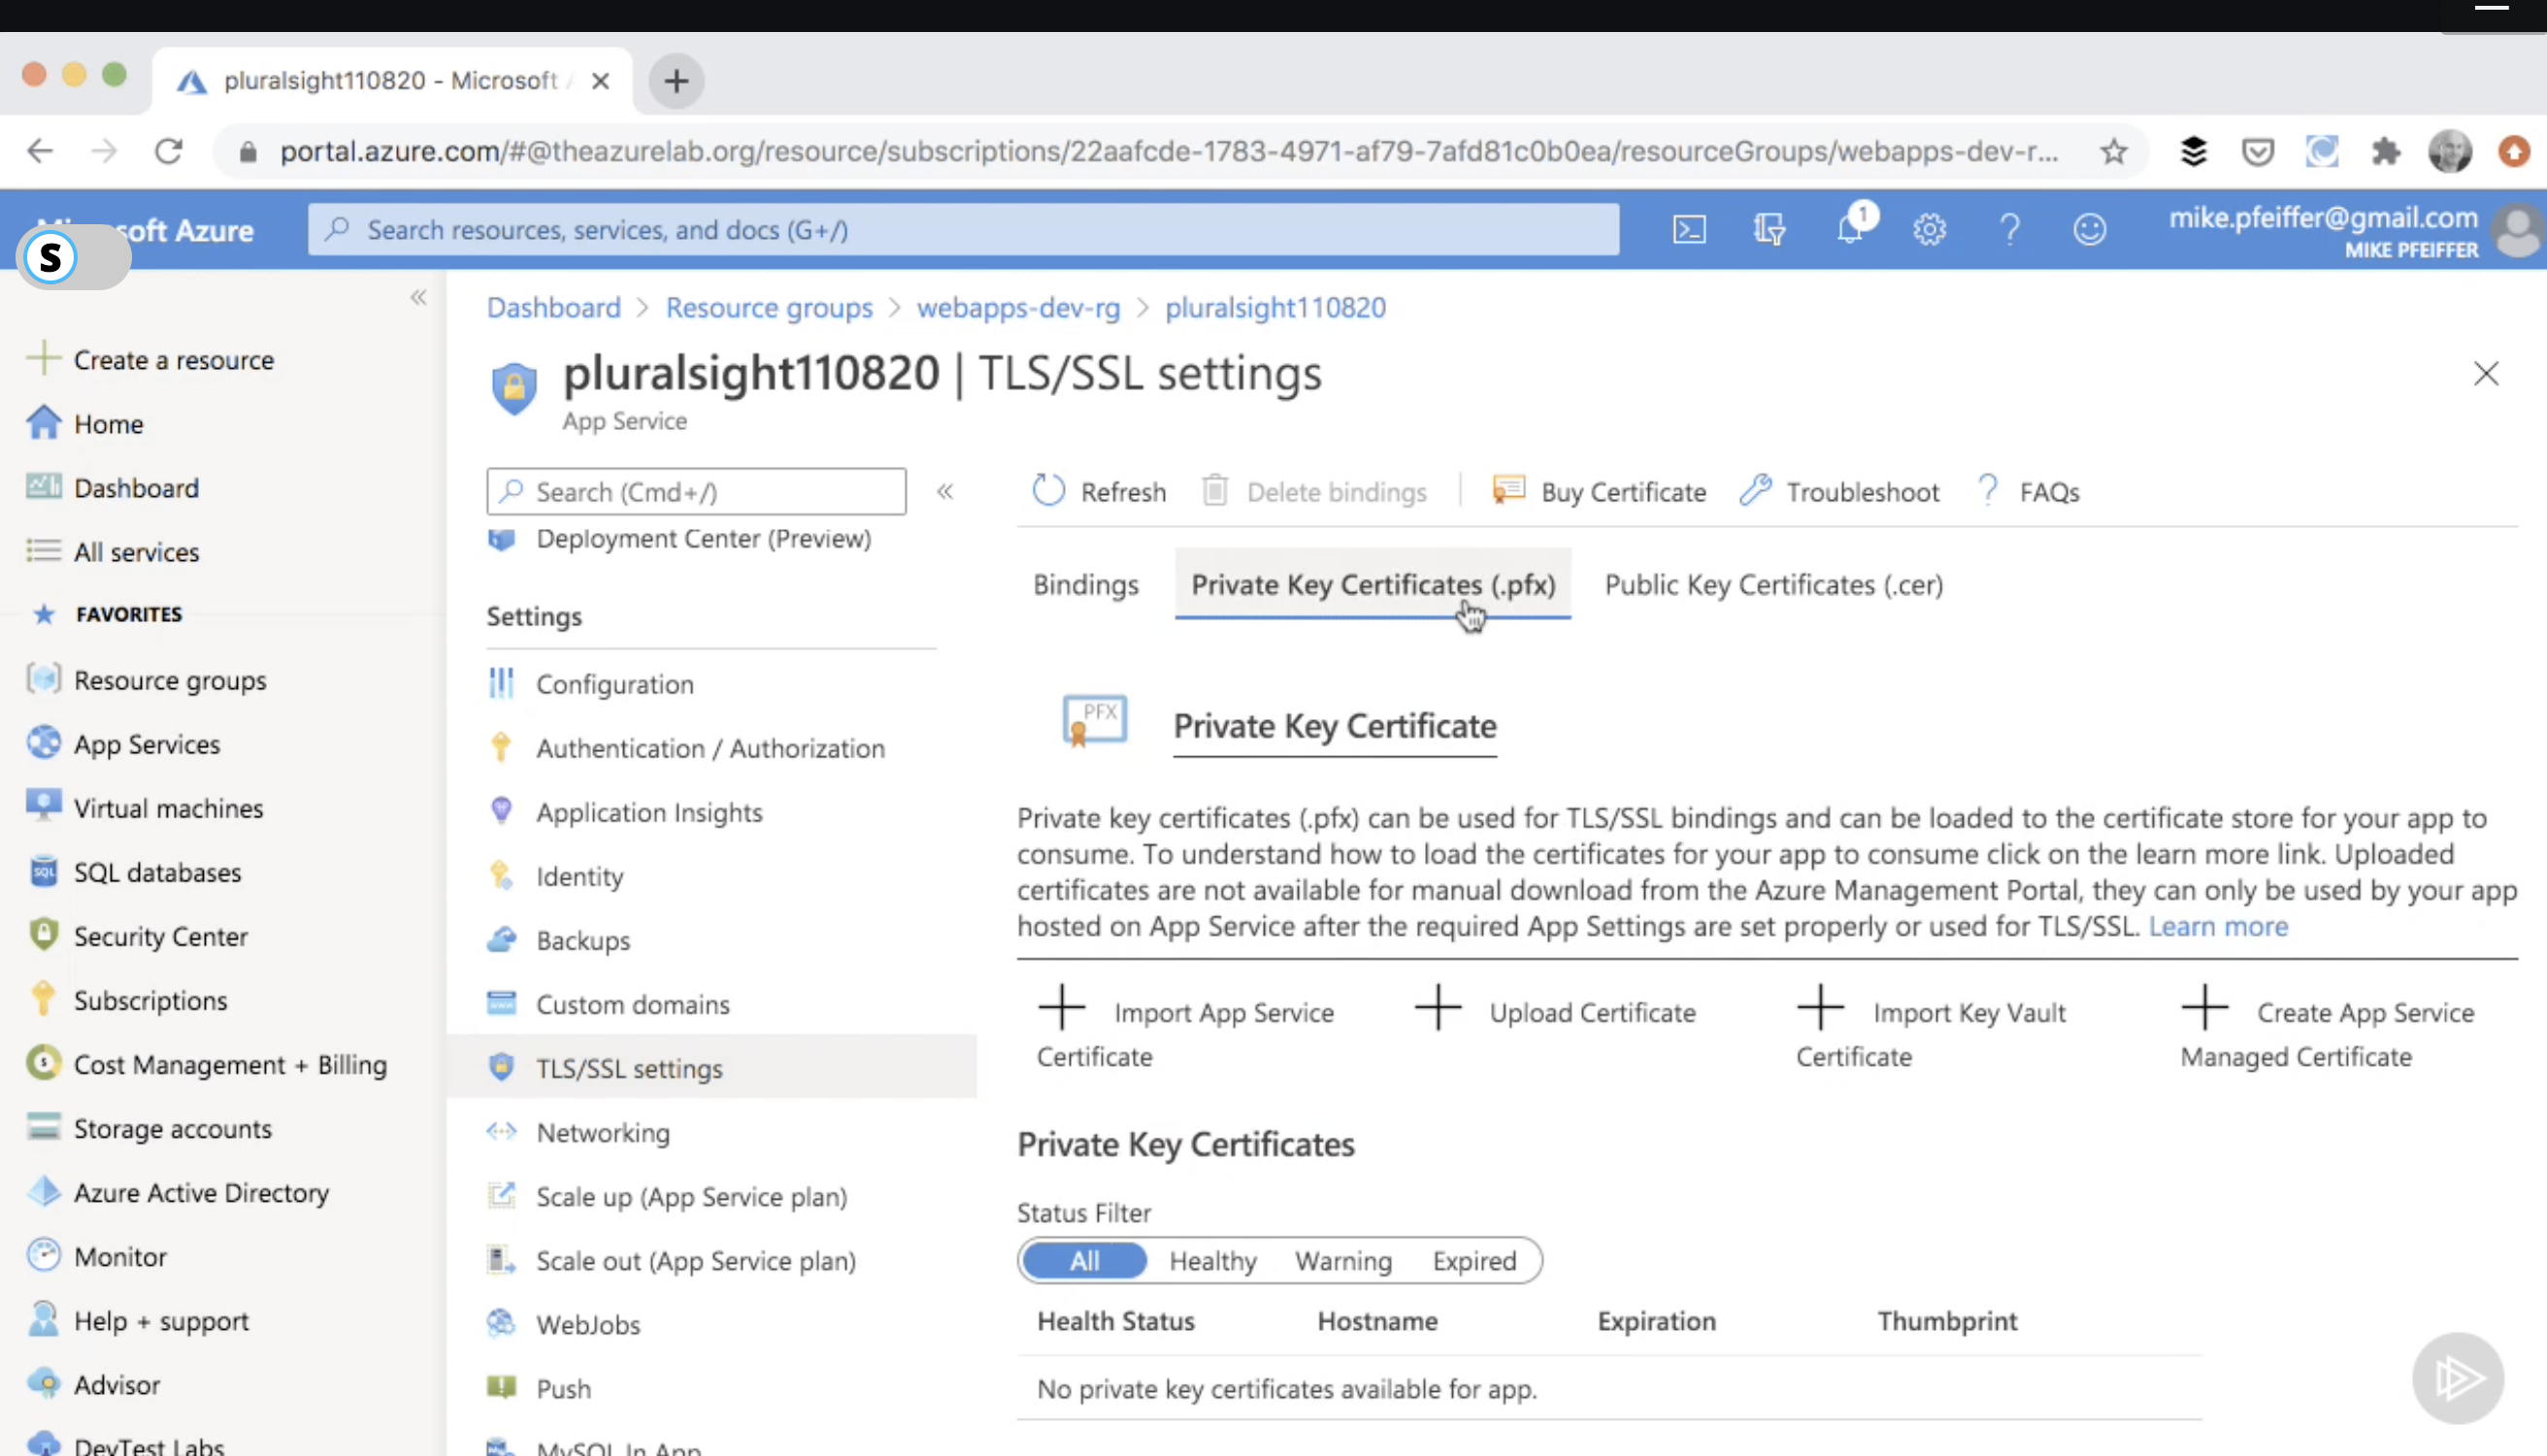 pluralsight110820 - Microsoft
portal.azure.com/#@theazurelab.org/resource/subscriptions/22aafcde-1783-4971-af79-7afd81c0b0ea/resourceGroups/webapps-dev-r...
soft Azure
Search resources, services, and docs (G+/)
1
mike.pfeiffer@gmail.com
MIKE PFEIFFER
S
Create a resource
Home
Dashboard
All services
FAVORITES
Resource groups
App Services
Virtual machines
SQL databases
Security Center
Subscriptions
Cost Management + Billing
Storage accounts
Azure Active Directory
Monitor
Help + support
Advisor
DevTest Labs
Dashboard > Resource groups > webapps-dev-rg > pluralsight110820
pluralsight110820 | TLS/SSL settings
App Service
Search (Cmd+/)
Deployment Center (Preview)
Settings
Configuration
Authentication / Authorization
Application Insights
Identity
Backups
Custom domains
TLS/SSL settings
Networking
Scale up (App Service plan)
Scale out (App Service plan)
WebJobs
Push
MySQL In App
Refresh Delete bindings Buy Certificate Troubleshoot FAQs
Bindings Private Key Certificates (.pfx) Public Key Certificates (.cer)
PFX
Private Key Certificate
Private key certificates (.pfx) can be used for TLS/SSL bindings and can be loaded to the certificate store for your app to
consume. To understand how to load the certificates for your app to consume click on the learn more link. Uploaded
certificates are not available for manual download from the Azure Management Portal, they can only be used by your app
hosted on App Service after the required App Settings are set properly or used for TLS/SSL. Learn more
Import App Service Certificate
Upload Certificate
Import Key Vault Certificate
Create App Service Managed Certificate
Private Key Certificates
Status Filter
All Healthy Warning Expired
Health Status Hostname Expiration Thumbprint
No private key certificates available for app.